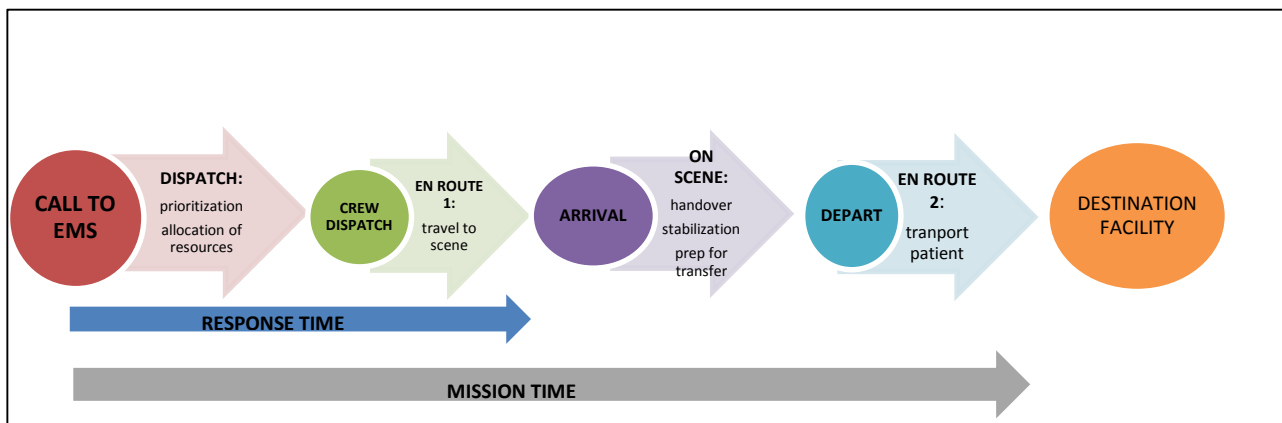 CALL TO
EMS
DISPATCH:
prioritization
allocation of
resources
CREW
DISPATCH
EN ROUTE
1:
travel to
scene
ARRIVAL
ON
SCENE:
handover
stabilization
prep for
transfer
DEPART
EN ROUTE
2:
tranport
patient
DESTINATION
FACILITY
RESPONSE TIME
MISSION TIME